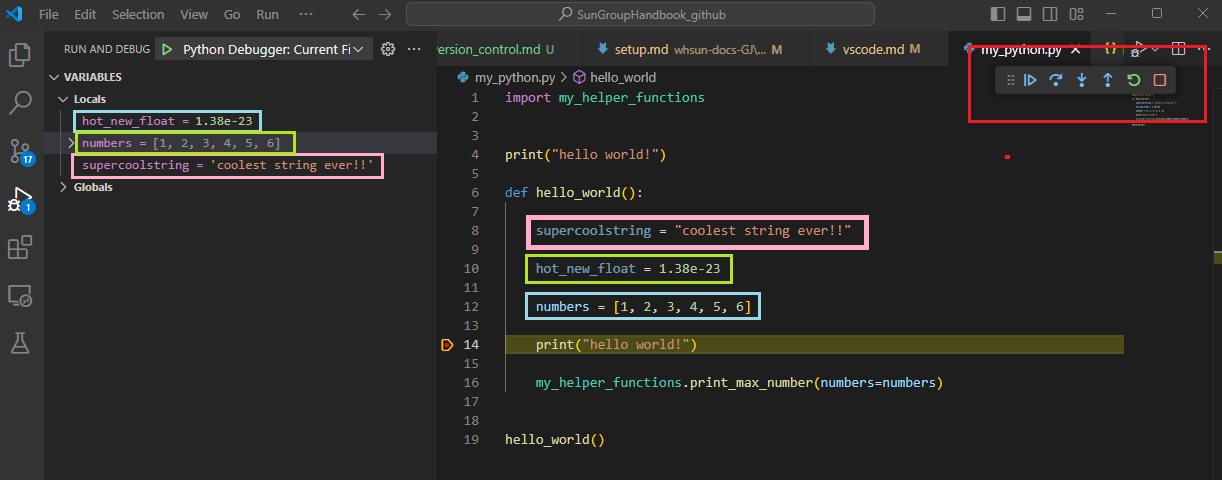 File Edit Selection View Go Run ··· SunGroupHandbook_github
RUN AND DEBUG Python Debugger: Current Fi ···
ersion_control.md U setup.md whsun-docs-GJ\... M vscode.md M my_python.py {} ···
VARIABLES
my_python.py > hello_world
Locals
hot_new_float = 1.38e-23
numbers = [1, 2, 3, 4, 5, 6]
supercoolstring = 'coolest string ever!!'
Globals
17
1
1 import my_helper_functions
2
3
4 print("hello world!")
5
6 def hello_world():
7
8 supercoolstring = "coolest string ever!!"
9
10 hot_new_float = 1.38e-23
11
12 numbers = [1, 2, 3, 4, 5, 6]
13
14 print("hello world!")
15
16 my_helper_functions.print_max_number(numbers=numbers)
17
18
19 hello_world()